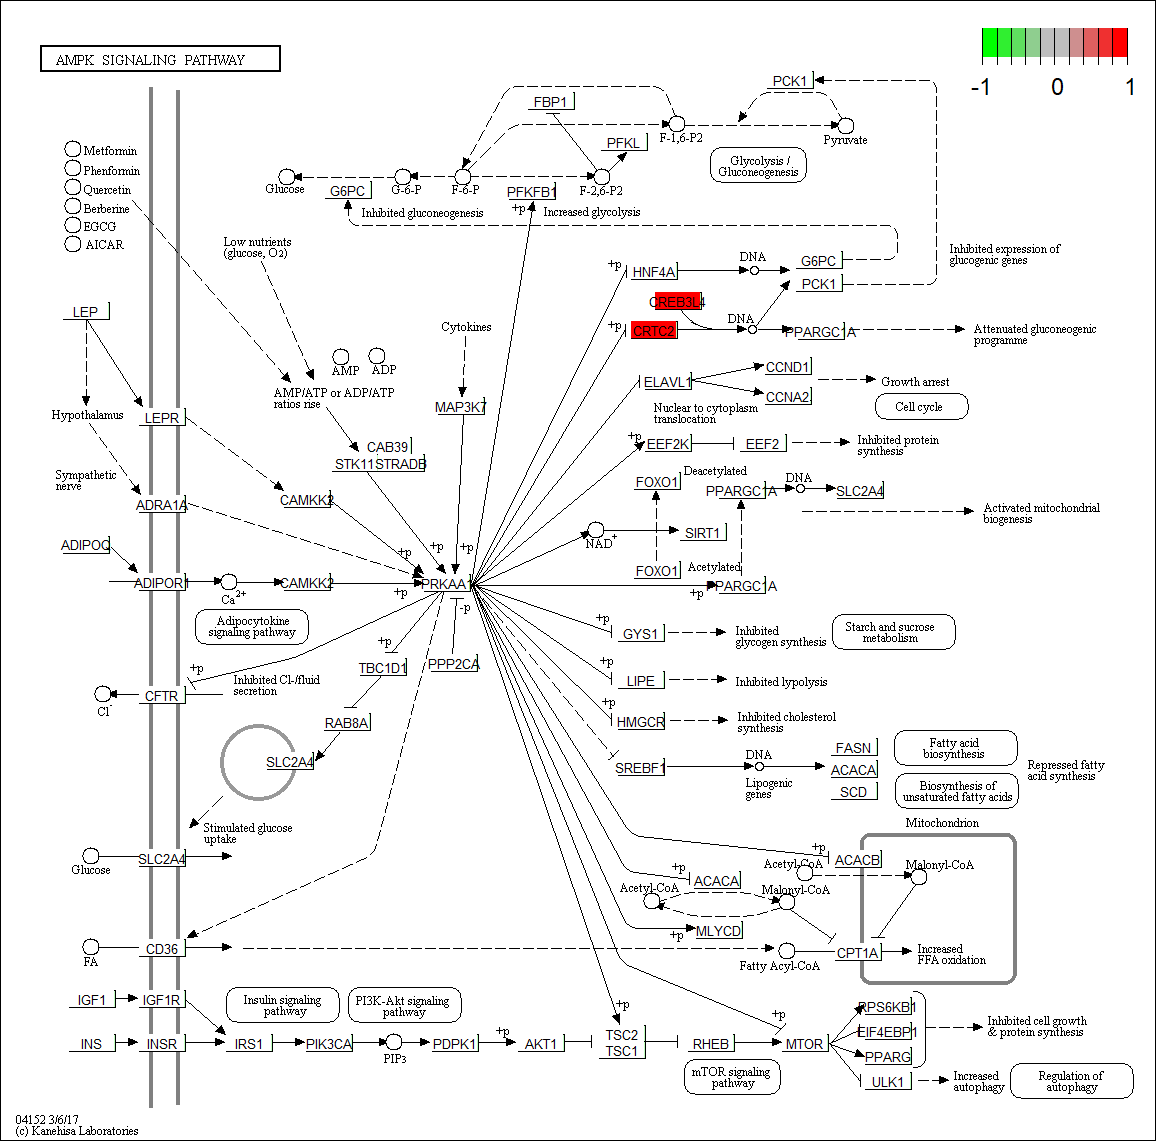 AMPK SIGNALING PATHWAY
-1
0
1
PCK1
FBP1
F-1,6-P2
Pyruvate
PFKL
Metformin
Phenformin
Quercetin
Berberine
EGCG
AICAR
Glycolysis /
Gluconeogenesis
Glucose
G6PC
G-6-P
F-6-P
PFKFB1
F-2,6-P2
+p
Inhibited gluconeogenesis
Increased glycolysis
Low nutrients
(glucose, O2)
Inhibited expression of
glucogenic genes
+p
HNF4A
DNA
G6PC
PCK1
CREB3L4
+p
CRTC2
DNA
PPARGC1A
Attenuated gluconeogenic
programme
LEP
Cytokines
AMP
ADP
AMP/ATP or ADP/ATP
ratios rise
ELAVL1
CCND1
CCNA2
Growth arrest
Cell cycle
Nuclear to cytoplasm
translocation
MAP3K7
Hypothalamus
LEPR
+p
EEF2K
EEF2
Inhibited protein
synthesis
CAB39
STK11STRADB
Sympathetic
nerve
Deacetylated
FOXO1
PPARGC1A
DNA
SLC2A4
Activated mitochondrial
biogenesis
ADRA1A
CAMKK2
NAD+
SIRT1
ADIPOQ
+p
+p
+p
FOXO1
Acetylated
ADIPOR1
Ca2+
CAMKK2
+p
PRKAA1
+p
PPARGC1A
-p
Adipocytokine
signaling pathway
+p
GYS1
Inhibited
glycogen synthesis
Starch and sucrose
metabolism
+p
TBC1D1
PPP2CA
+p
CFTR
Cl-
Inhibited Cl-/fluid
secretion
+p
LIPE
Inhibited lypolysis
+p
HMGCR
Inhibited cholesterol
synthesis
RAB8A
SLC2A4
SREBF1
DNA
Lipogenic
genes
FASN
ACACA
SCD
Fatty acid
biosynthesis
Biosynthesis of
unsaturated fatty acids
Repressed fatty
acid synthesis
Stimulated glucose
uptake
Mitochondrion
Glucose
SLC2A4
+p
ACACB
Acetyl-CoA
Malonyl-CoA
+p
ACACA
Acetyl-CoA
Malonyl-CoA
+p
MLYCD
FA
CD36
Fatty Acyl-CoA
CPT1A
Increased
FFA oxidation
IGF1
IGF1R
Insulin signaling
pathway
PI3K-Akt signaling
pathway
+p
+p
RPS6KB1
EIF4EBP1
PPARG
ULK1
Inhibited cell growth
& protein synthesis
INS
INSR
IRS1
PIK3CA
PIP3
PDPK1
+p
AKT1
TSC2
TSC1
RHEB
MTOR
mTOR signaling
pathway
Increased
autophagy
Regulation of
autophagy
04152 3/6/17
(c) Kanehisa Laboratories